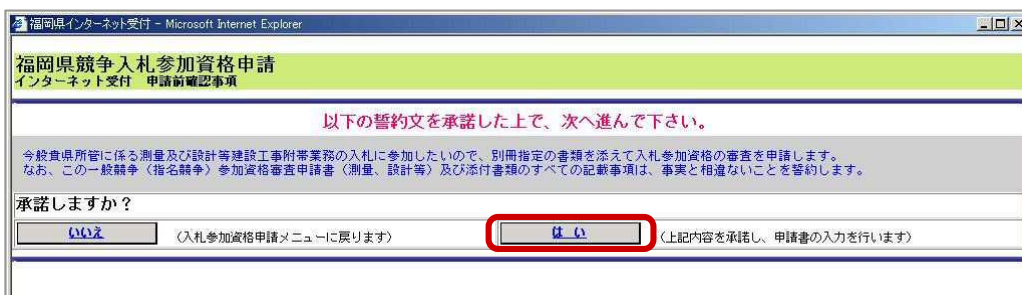 福岡県インターネット受付 - Microsoft Internet Explorer
福岡県競争入札参加資格申請
インターネット受付 申請前確認事項
以下の誓約文を承諾した上で、次へ進んで下さい。
今般貴県所管に係る測量及び設計等建設工事附帯業務の入札に参加したいので、別冊指定の書類を添えて入札参加資格の審査を申請します。
なお、この一般競争（指名競争）参加資格審査申請書（測量、設計等）及び添付書類のすべての記載事項は、事実と相違ないことを誓約します。
承諾しますか？
いいえ （入札参加資格申請メニューに戻ります） は い （上記内容を承諾し、申請書の入力を行います）